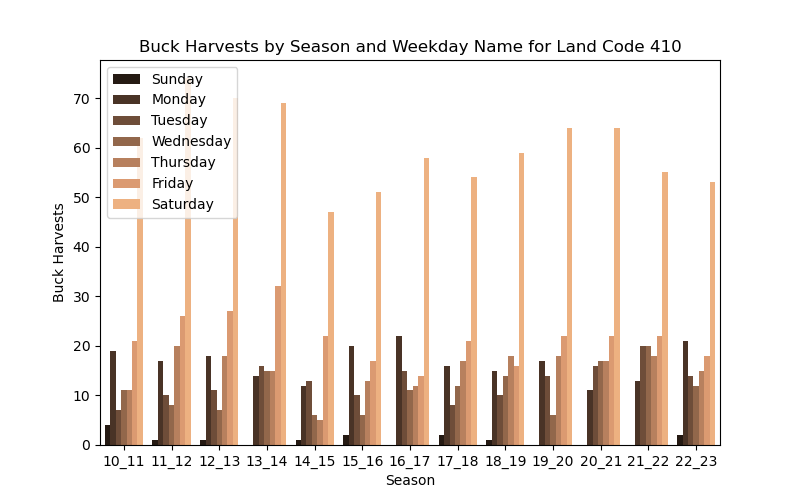 Buck Harvests by Season and Weekday Name for Land Code 410
Sunday
Monday
Tuesday
Wednesday
Thursday
Friday
Saturday
Buck Harvests
70
60
50
40
30
20
10
0
10_11 11_12 12_13 13_14 14_15 15_16 16_17 17_18 18_19 19_20 20_21 21_22 22_23
Season